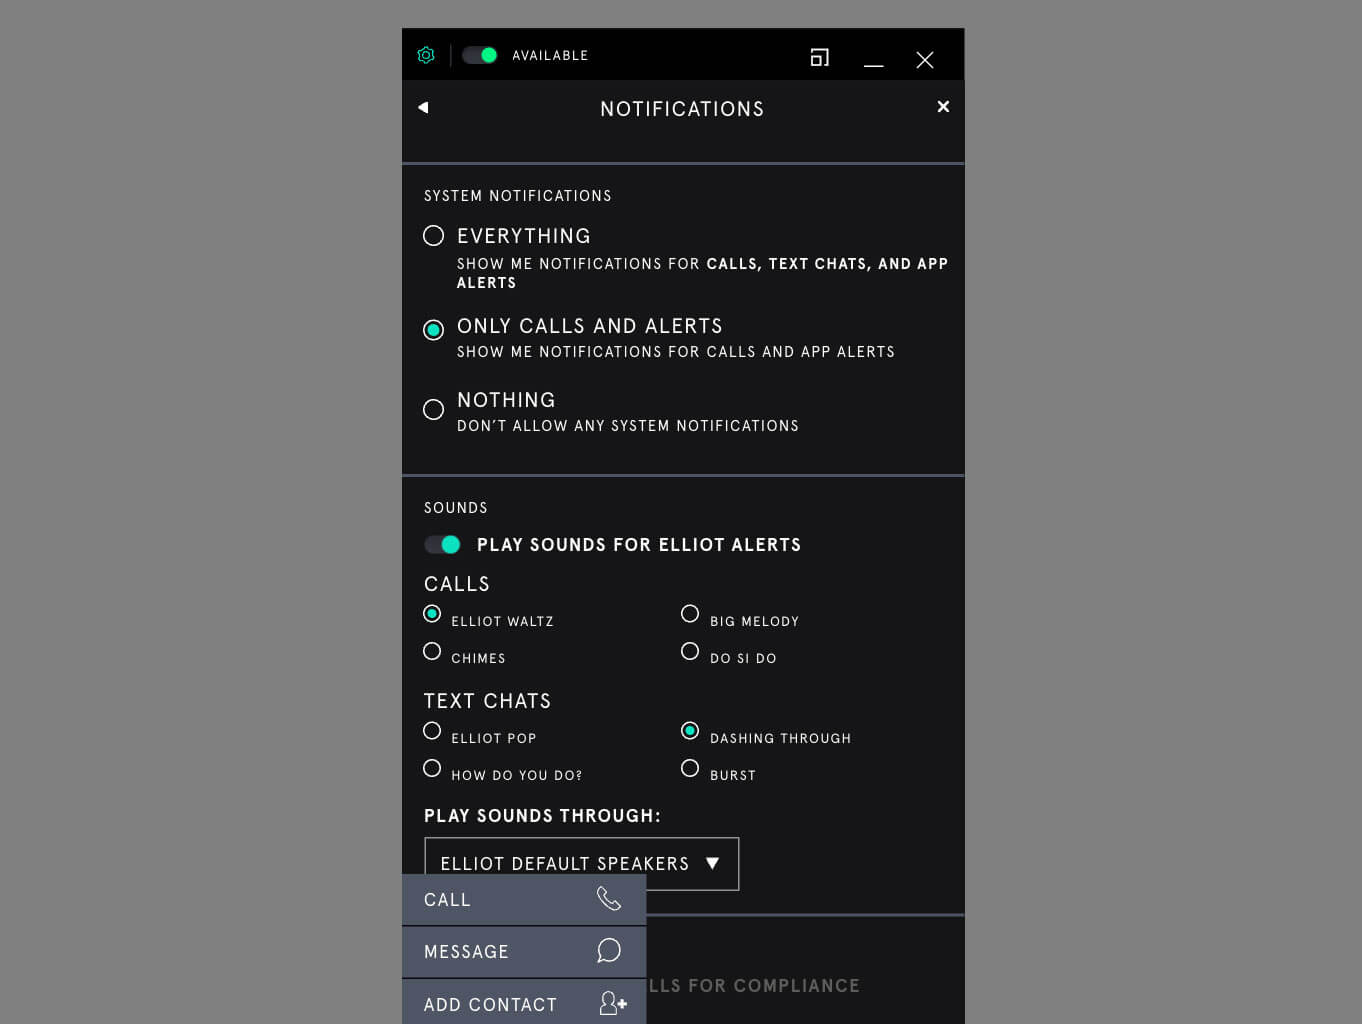 AVAILABLE
NOTIFICATIONS
SYSTEM NOTIFICATIONS
EVERYTHING
SHOW ME NOTIFICATIONS FOR CALLS, TEXT CHATS, AND APP
ALERTS
ONLY CALLS AND ALERTS
SHOW ME NOTIFICATIONS FOR CALLS AND APP ALERTS
NOTHING
DON’T ALLOW ANY SYSTEM NOTIFICATIONS
SOUNDS
PLAY SOUNDS FOR ELLIOT ALERTS
CALLS
ELLIOT WALTZ BIG MELODY
CHIMES DO SI DO
TEXT CHATS
ELLIOT POP DASHING THROUGH
HOW DO YOU DO? BURST
PLAY SOUNDS THROUGH:
ELLIOT DEFAULT SPEAKERS
CALL
MESSAGE
FOR COMPLIANCE
ADD CONTACT